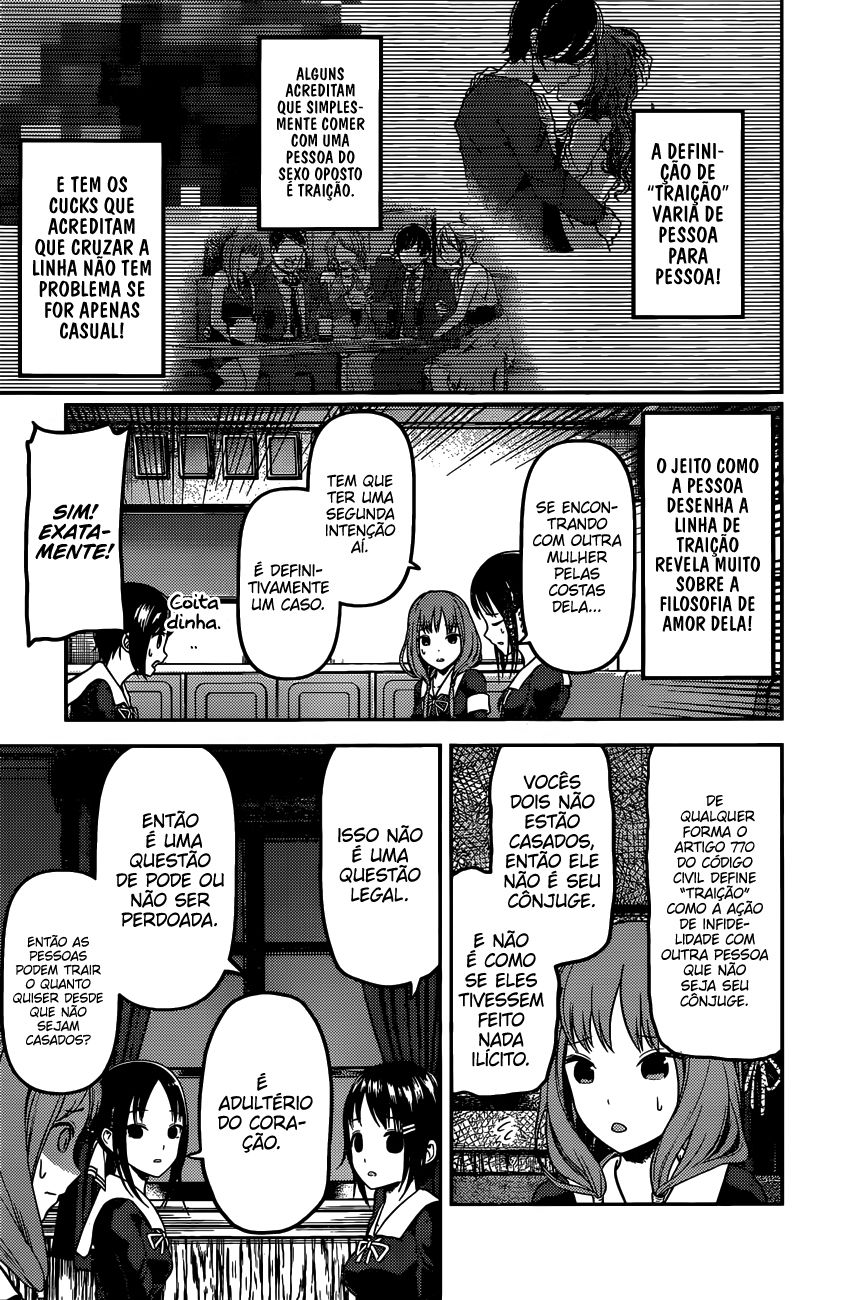 A DEFINI-
ÇÃO DE
"TRAIÇÃO"
VARIA DE
PESSOA
PARA
PESSOA!
ALGUNS
ACREDITAM
QUE SIMPLES-
MENTE COMER
COM UMA
PESSOA DO
SEXO OPOSTO
É TRAIÇÃO.
E TEM OS
CUCKS QUE
ACREDITAM
QUE CRUZAR A
LINHA NÃO TEM
PROBLEMA SE
FOR APENAS
CASUAL!
O JEITO COMO
A PESSOA
DESENHA A
LINHA DE
TRAIÇÃO
REVELA MUITO
SOBRE A
FILOSOFIA DE
AMOR DELA!
SE ENCON-
TRANDO
COM OUTRA
MULHER
PELAS
COSTAS
DELA...
TEM QUE
TER UMA
SEGUNDA
INTENÇÃO
AÍ.
É DEFINI-
TIVAMENTE
UM CASO.
Coita
dinha.
SIM!
EXATA-
MENTE!
DE
QUALQUER
FORMA O
ARTIGO 770
DO CÓDIGO
CIVIL DEFINE
"TRAIÇÃO"
COMO A AÇÃO
DE INFIDE-
LIDADE COM
OUTRA PESSOA
QUE NÃO
SEJA SEU
CÔNJUGE.
VOCÊS
DOIS NÃO
ESTÃO
CASADOS,
ENTÃO ELE
NÃO É SEU
CÔNJUGE.
E NÃO
É COMO
SE ELES
TIVESSEM
FEITO
NADA
ILÍCITO.
ISSO NÃO
É UMA
QUESTÃO
LEGAL.
ENTÃO
É UMA
QUESTÃO
DE PODE OU
NÃO SER
PERDOADA.
É
ADULTÉRIO
DO CORA-
ÇÃO.
ENTÃO AS
PESSOAS
PODEM TRAIR
O QUANTO
QUISER DESDE
QUE NÃO
SEJAM
CASADOS?